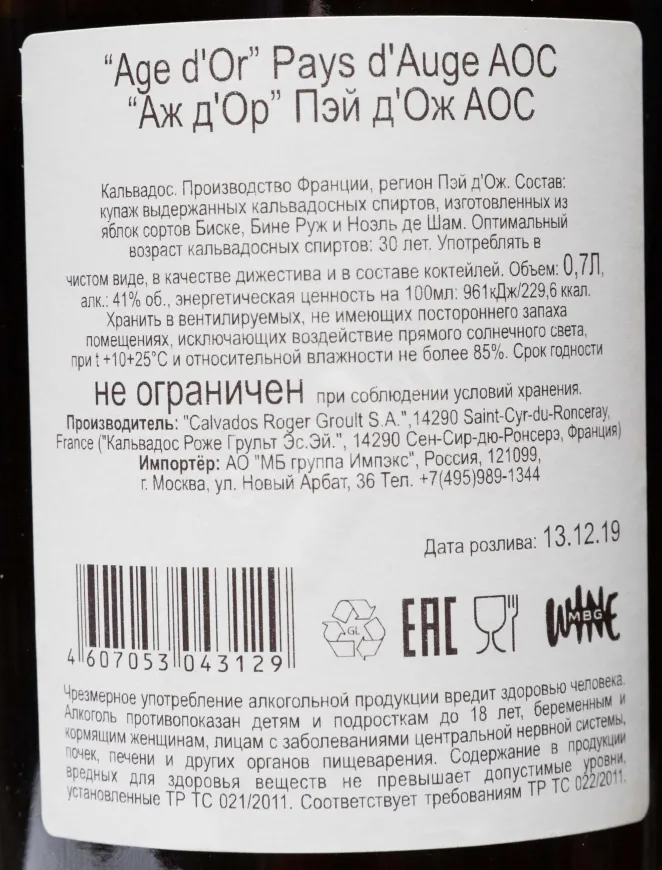 “Age d'Or” Pays d'Auge AOC
“Аж д'Ор” Пэй д'Ож АОС
Кальвадос. Производство Франции, регион Пэй д'Ож. Состав:
купаж выдержанных кальвадосных спиртов, изготовленных из
яблок сортов Биске, Бине Руж и Ноэль де Шам. Оптимальный
возраст кальвадосных спиртов: 30 лет. Употреблять в
чистом виде, в качестве дижестива и в составе коктейлей. Объем: 0,7Л,
алк.: 41% об., энергетическая ценность на 100мл: 961кДж/229,6 ккал.
Хранить в вентилируемых, не имеющих постороннего запаха
помещениях, исключающих воздействие прямого солнечного света,
при t +10+25°С и относительной влажности не более 85%. Срок годности
не ограничен при соблюдении условий хранения.
Производитель: "Calvados Roger Groult S.A.",14290 Saint-Cyr-du-Ronceray,
France ("Кальвадос Роже Грульт Эс.Эй.", 14290 Сен-Сир-дю-Ронсерэ, Франция)
Импортёр: АО "МБ группа Импэкс", Россия, 121099,
г. Москва, ул. Новый Арбат, 36 Тел. +7(495)989-1344
Дата розлива: 13.12.19
4 607053 043129
GL
EAC
WINE
MBG
Чрезмерное употребление алкогольной продукции вредит здоровью человека.
Алкоголь противопоказан детям и подросткам до 18 лет, беременным и
кормящим женщинам, лицам с заболеваниями центральной нервной системы,
почек, печени и других органов пищеварения. Содержание в продукции
вредных для здоровья веществ не превышает допустимые уровни,
установленные ТР ТС 021/2011. Соответствует требованиям ТР ТС 022/2011.